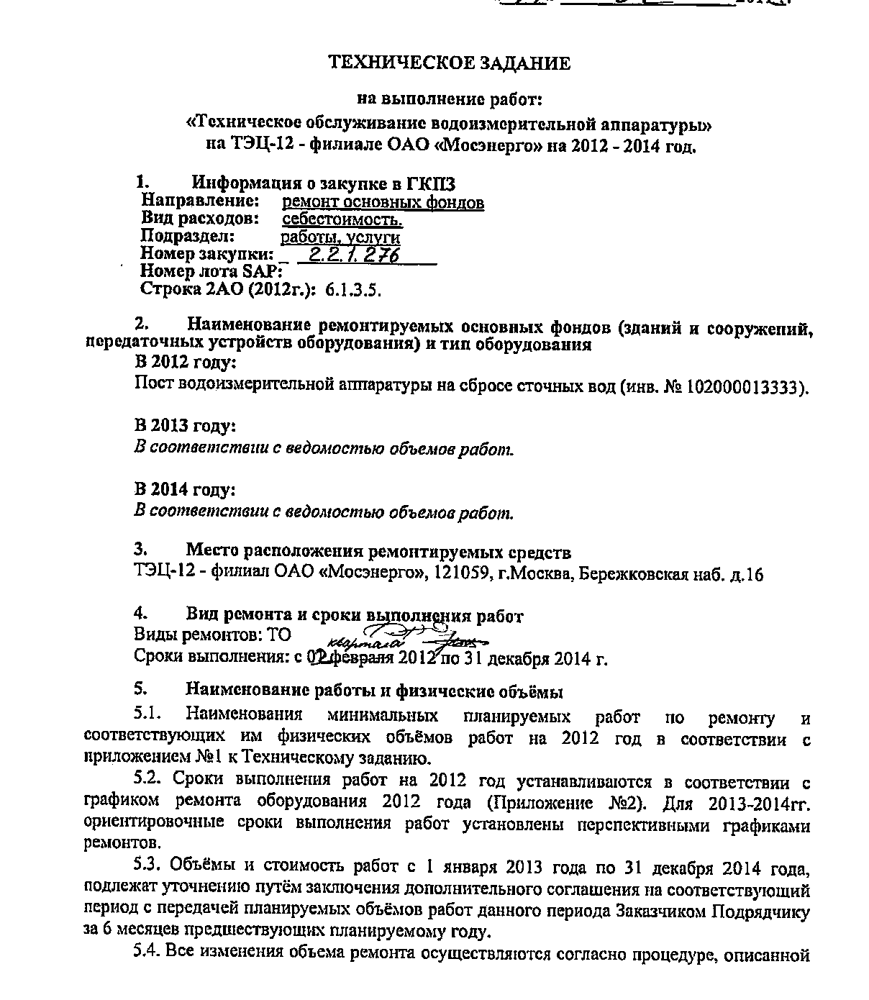 ТЕХНИЧЕСКОЕ ЗАДАНИЕ
на выполнение работ:
«Техническое обслуживание водоизмерительной аппаратуры»
на ТЭЦ-12 - филиале ОАО «Мосэнерго» на 2012 - 2014 год.
1. Информация о закупке в ГКПЗ
Направление: ремонт основных фондов
Вид расходов: себестоимость.
Подраздел: работы, услуги
Номер закупки: 2.2.1.276
Номер лота SAP:
Строка 2АО (2012г.): 6.1.3.5.
2. Наименование ремонтируемых основных фондов (зданий и сооружений,
передаточных устройств оборудования) и тип оборудования
В 2012 году:
Пост водоизмерительной аппаратуры на сбросе сточных вод (инв. № 102000013333).
В 2013 году:
В соответствии с ведомостью объемов работ.
В 2014 году:
В соответствии с ведомостью объемов работ.
3. Место расположения ремонтируемых средств
ТЭЦ-12 - филиал ОАО «Мосэнерго», 121059, г.Москва, Бережковская наб. д.16
4. Вид ремонта и сроки выполнения работ
Виды ремонтов: ТО
квартала
Сроки выполнения: с 02 февраля 2012 по 31 декабря 2014 г.
5. Наименование работы и физические объёмы
5.1. Наименования минимальных планируемых работ по ремонту и
соответствующих им физических объёмов работ на 2012 год в соответствии с
приложением №1 к Техническому заданию.
5.2. Сроки выполнения работ на 2012 год устанавливаются в соответствии с
графиком ремонта оборудования 2012 года (Приложение №2). Для 2013-2014гг.
ориентировочные сроки выполнения работ установлены перспективными графиками
ремонтов.
5.3. Объёмы и стоимость работ с 1 января 2013 года по 31 декабря 2014 года,
подлежат уточнению путём заключения дополнительного соглашения на соответствующий
период с передачей планируемых объёмов работ данного периода Заказчиком Подрядчику
за 6 месяцев предшествующих планируемому году.
5.4. Все изменения объема ремонта осуществляются согласно процедуре, описанной